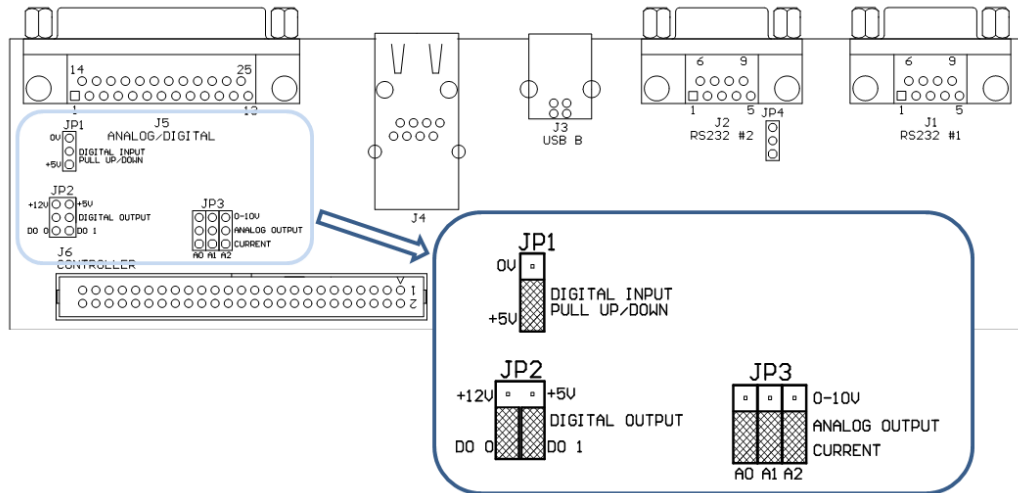 14 25
1 13
J5
ANALOG/DIGITAL
JP1
0V
DIGITAL INPUT
PULL UP/DOWN
+5V
JP2
+12V +5V
DIGITAL OUTPUT
DO 0 DO 1
JP3
0-10V
ANALOG OUTPUT
CURRENT
A0 A1 A2
J6
CONTROLLER
1
2
J4
J3
USB B
6 9
1 5
J2
RS232 #2
JP4
6 9
1 5
J1
RS232 #1
JP1
0V
DIGITAL INPUT
PULL UP/DOWN
+5V
JP2
+12V +5V
DIGITAL OUTPUT
DO 0 DO 1
JP3
0-10V
ANALOG OUTPUT
CURRENT
A0 A1 A2